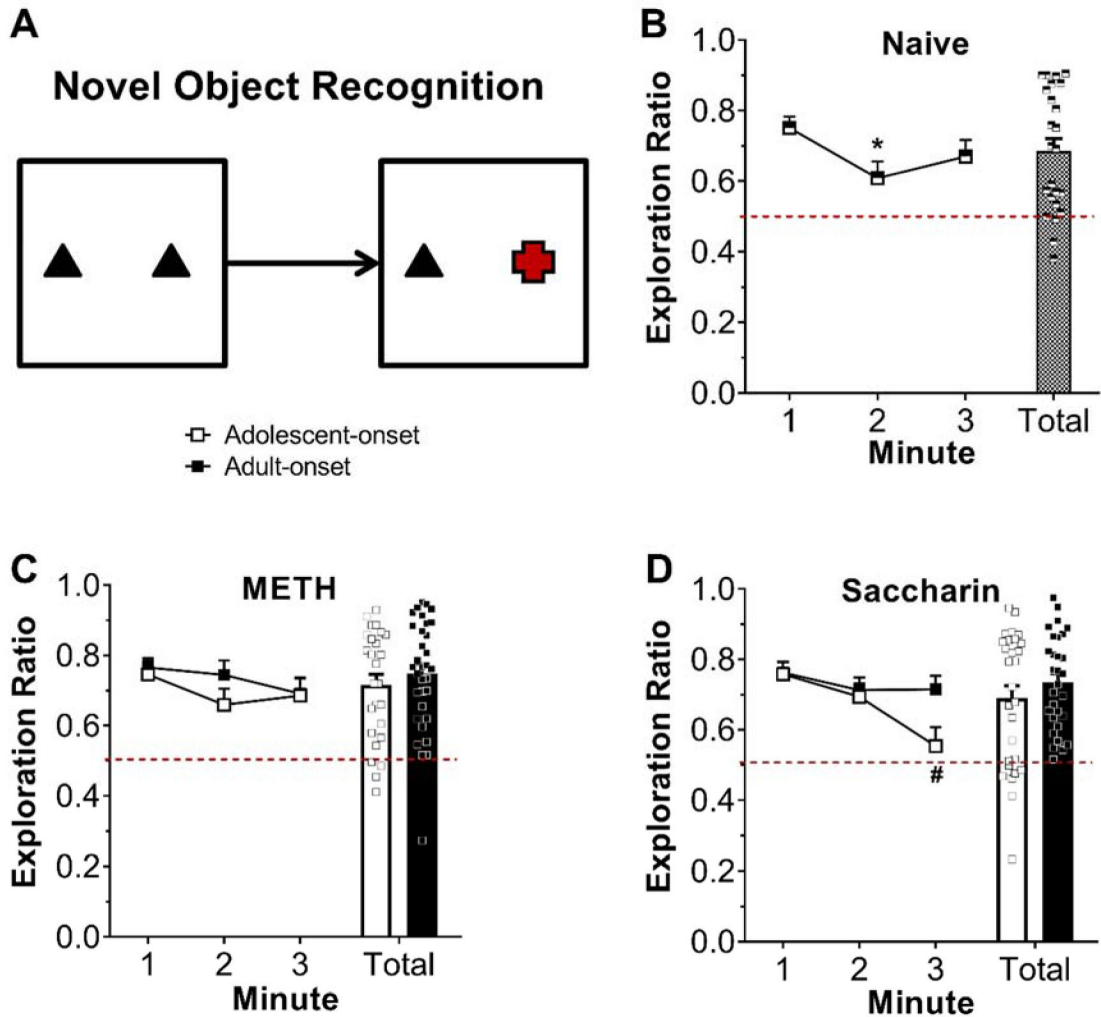 A
Novel Object Recognition
Adolescent-onset
Adult-onset
B
Naive
Exploration Ratio
1.0
0.8
0.6
0.4
0.2
0.0
*
1 2 3 Total
Minute
C
METH
Exploration Ratio
1.0
0.8
0.6
0.4
0.2
0.0
1 2 3 Total
Minute
D
Saccharin
Exploration Ratio
1.0
0.8
0.6
0.4
0.2
0.0
#
1 2 3 Total
Minute